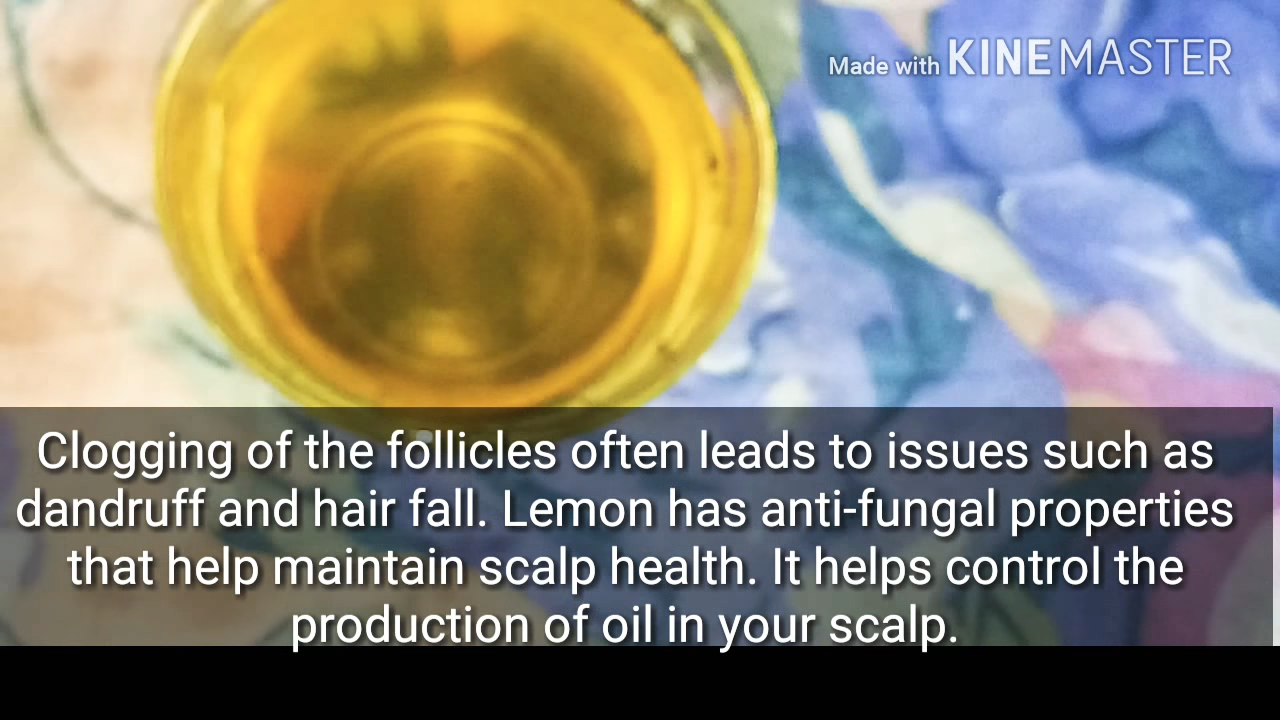 Made with KINEMASTER
Clogging of the follicles often leads to issues such as
dandruff and hair fall. Lemon has anti-fungal properties
that help maintain scalp health. It helps control the
production of oil in your scalp.